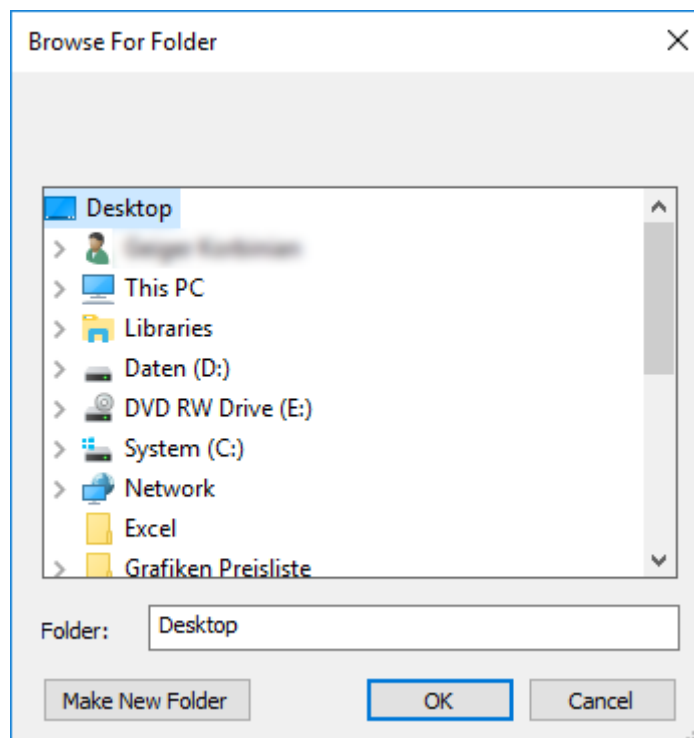 Browse For Folder
Desktop
This PC
Libraries
Daten (D:)
DVD RW Drive (E:)
System (C:)
Network
Excel
Grafiken Preisliste
Folder: Desktop
Make New Folder OK Cancel